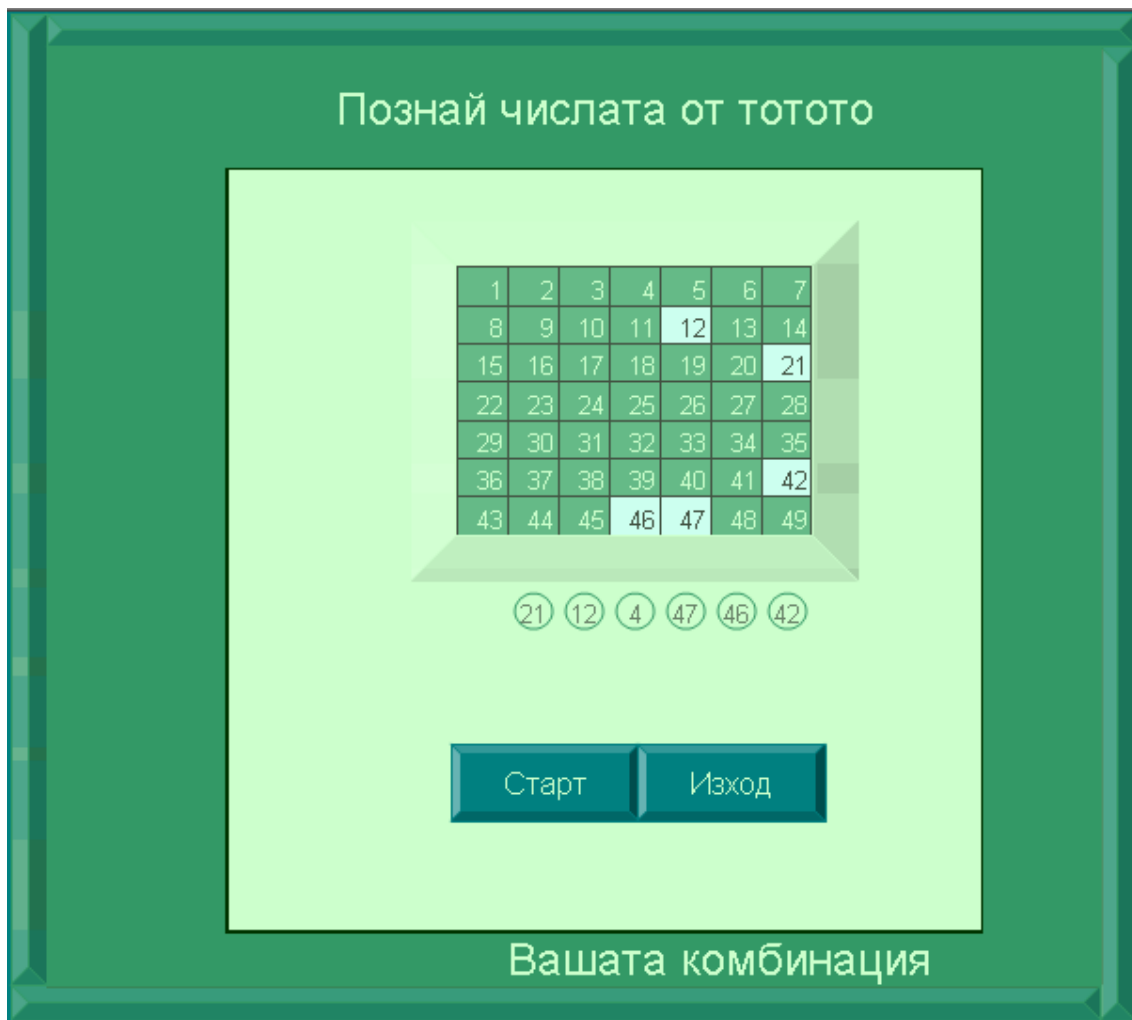 Познай числата от тотото
1 2 3 4 5 6 7
8 9 10 11 12 13 14
15 16 17 18 19 20 21
22 23 24 25 26 27 28
29 30 31 32 33 34 35
36 37 38 39 40 41 42
43 44 45 46 47 48 49
21 12 4 47 46 42
Старт Изход
Вашата комбинация